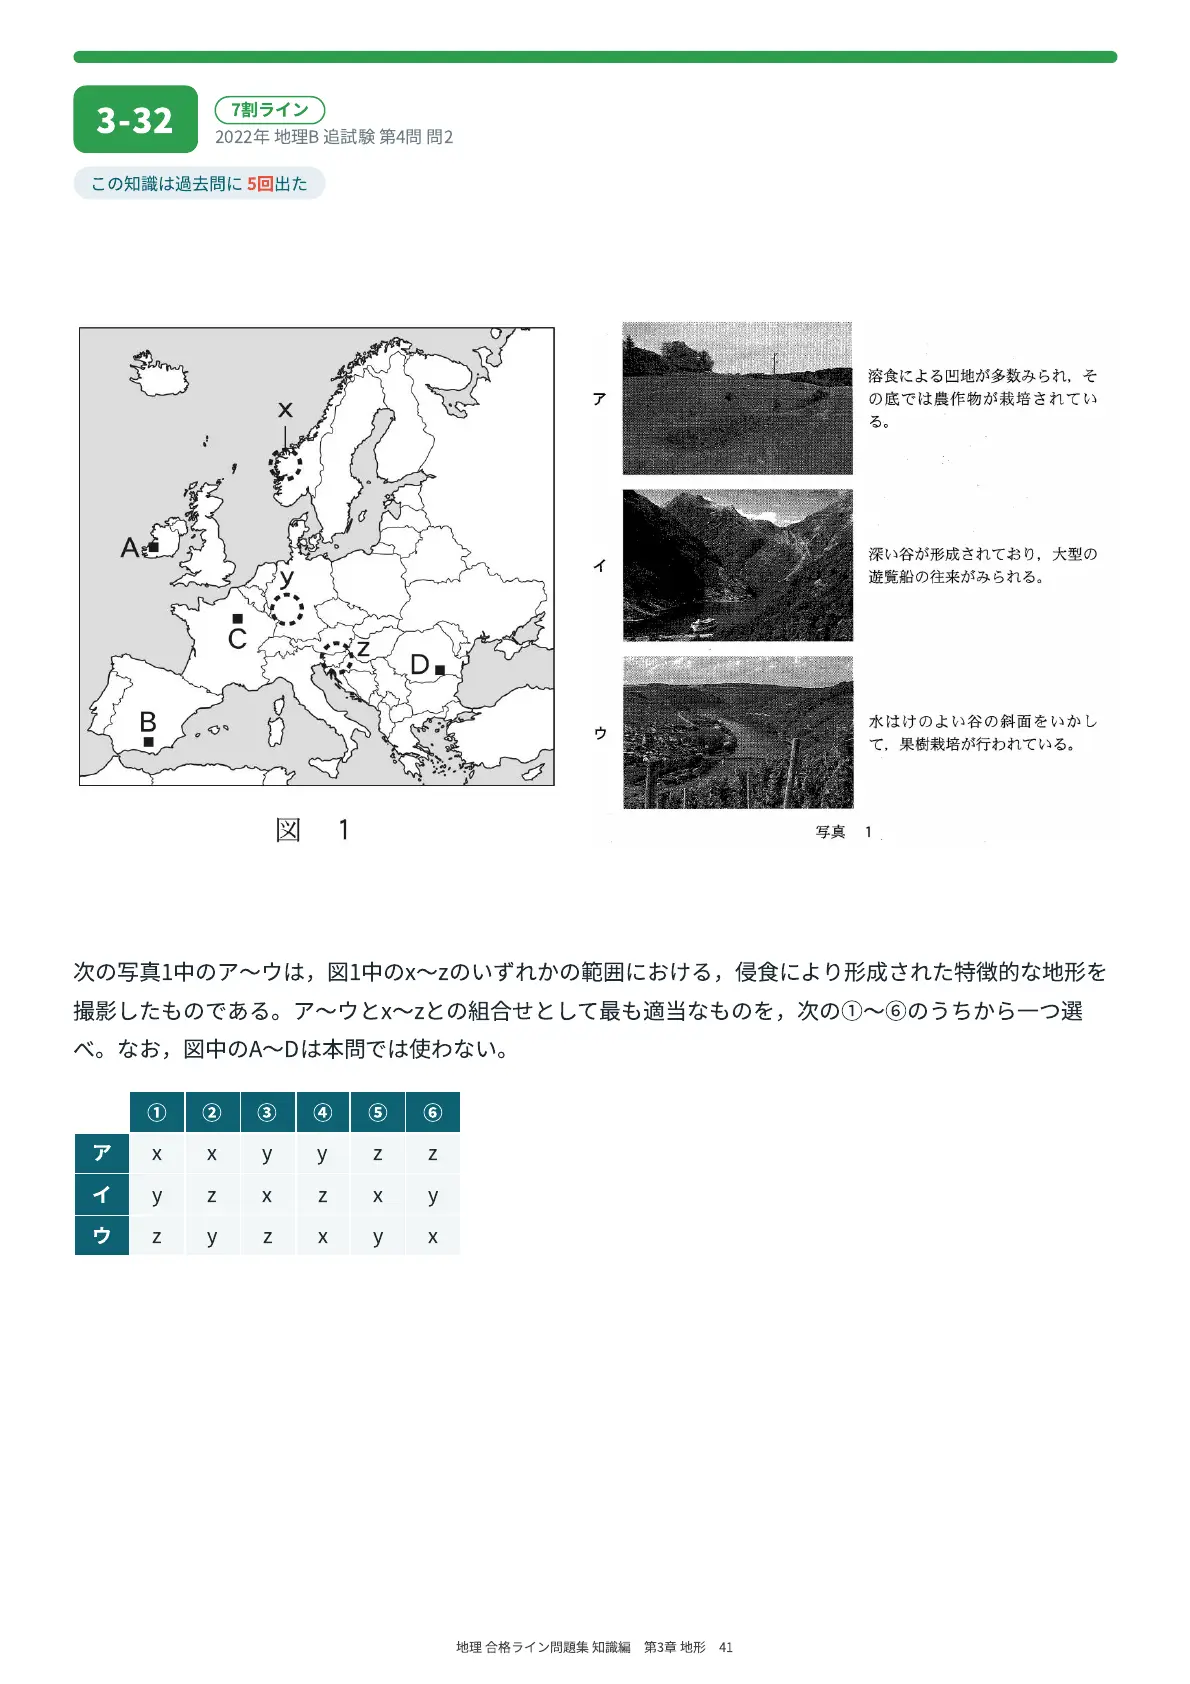 3-32
7割ライン
2022年 地理B 追試験 第4問 問2
この知識は過去問に 5回出た
x
A
y
C
z
D
B
図 1
ア
溶食による凹地が多数みられ，そ
の底では農作物が栽培されてい
る。
イ
深い谷が形成されており，大型の
遊覧船の往来がみられる。
ウ
水はけのよい谷の斜面をいかし
て，果樹栽培が行われている。
写真 1
次の写真1中のア～ウは，図1中のx～zのいずれかの範囲における，侵食により形成された特徴的な地形を
撮影したものである。ア～ウとx～zとの組合せとして最も適当なものを，次の①～⑥のうちから一つ選
べ。なお，図中のA～Dは本問では使わない。
① ② ③ ④ ⑤ ⑥
ア x x y y z z
イ y z x z x y
ウ z y z x y x
地理 合格ライン問題集 知識編 第3章 地形 41